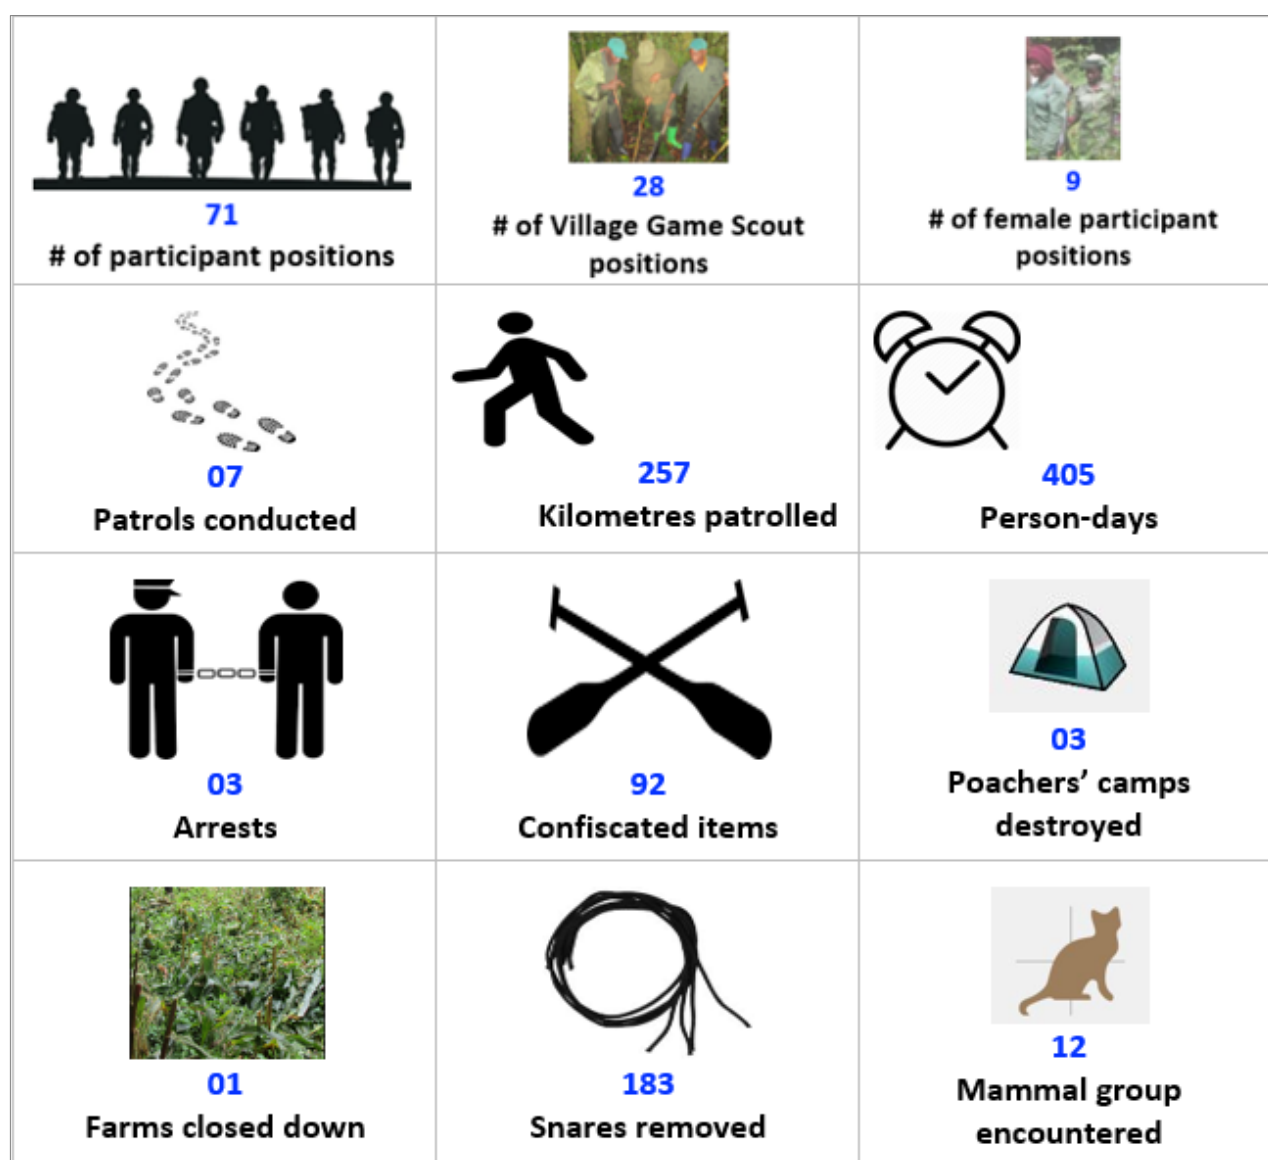 71
# of participant positions
28
# of Village Game Scout
positions
9
# of female participant
positions
07
Patrols conducted
257
Kilometres patrolled
405
Person-days
03
Arrests
92
Confiscated items
03
Poachers’ camps
destroyed
01
Farms closed down
183
Snares removed
12
Mammal group
encountered